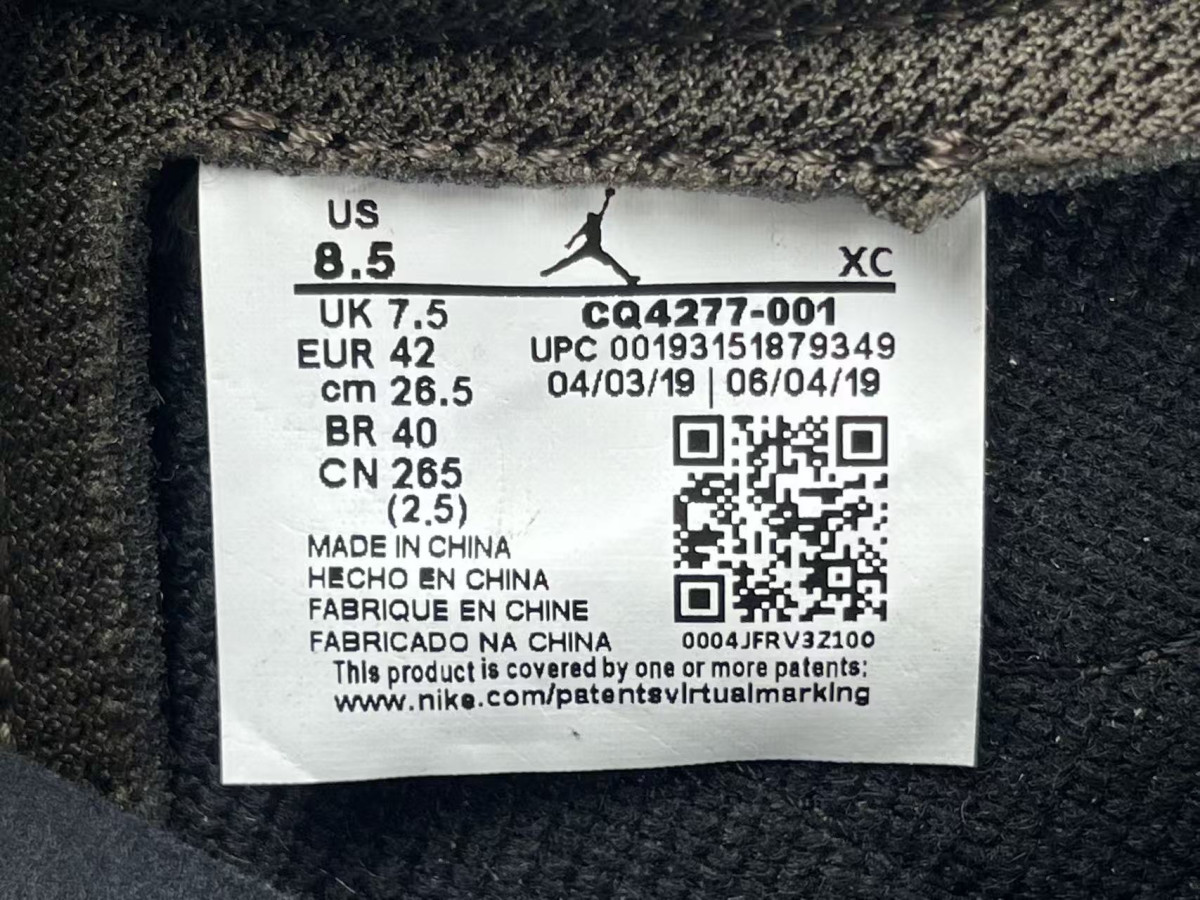 US
8.5
XC
UK 7.5
EUR 42
cm 26.5
BR 40
CN 265
(2.5)
CQ4277-001
UPC 00193151879349
04/03/19 | 06/04/19
MADE IN CHINA
HECHO EN CHINA
FABRIQUE EN CHINE
FABRICADO NA CHINA
0004JFRV3Z100
This product is covered by one or more patents:
www.nike.com/patentsvirtualmarking